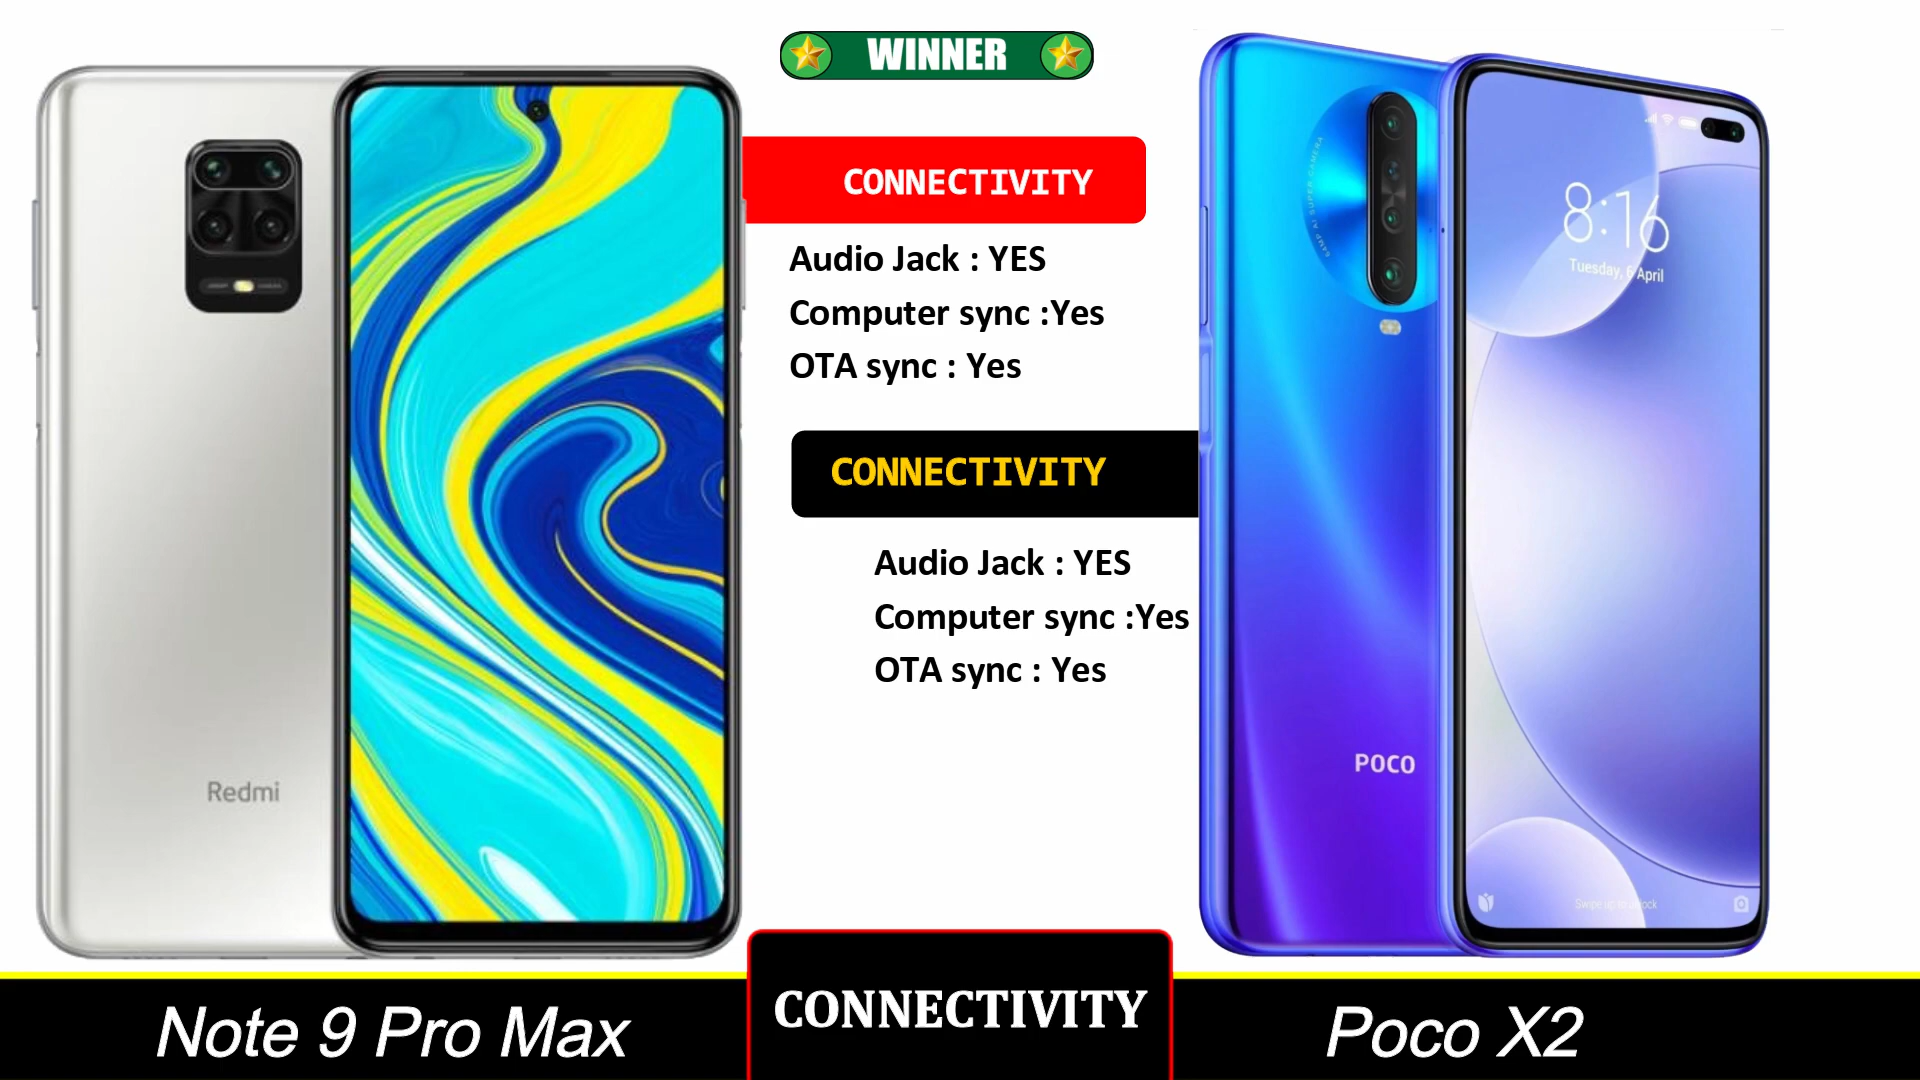 WINNER
CONNECTIVITY
Audio Jack : YES
Computer sync :Yes
OTA sync : Yes
CONNECTIVITY
Audio Jack : YES
Computer sync :Yes
OTA sync : Yes
Redmi
8:16
Tuesday, 6 April
POCO
Note 9 Pro Max
CONNECTIVITY
Poco X2